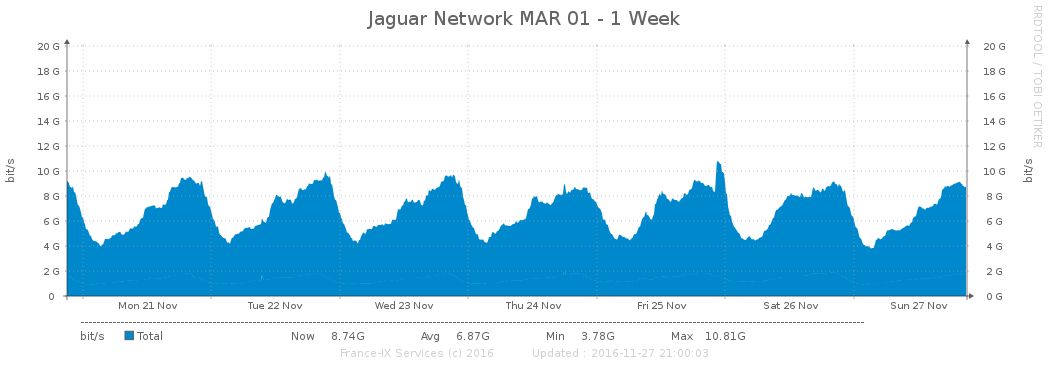 Jaguar Network MAR 01 - 1 Week
RRDTOOL / TOBI OETIKER
bit/s
bit/s
20 G 20 G
18 G 18 G
16 G 16 G
14 G 14 G
12 G 12 G
10 G 10 G
8 G 8 G
6 G 6 G
4 G 4 G
2 G 2 G
0 0 G
Mon 21 Nov Tue 22 Nov Wed 23 Nov Thu 24 Nov Fri 25 Nov Sat 26 Nov Sun 27 Nov
bit/s Total Now 8.74G Avg 6.87G Min 3.78G Max 10.81G
France-IX Services (c) 2016 Updated : 2016-11-27 21:00:03